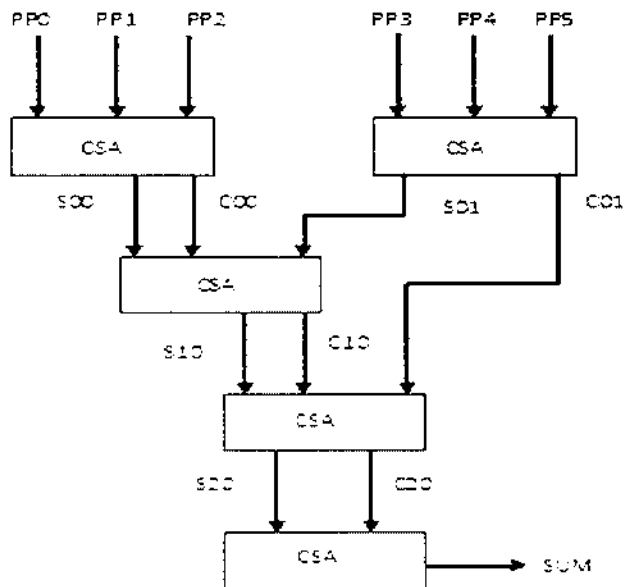 PP0 PP1 PP2 PP3 PP4 PP5
CSA CSA
S00 C00 S01 C01
CSA
S10 C10
CSA
S20 C20
CSA SUM